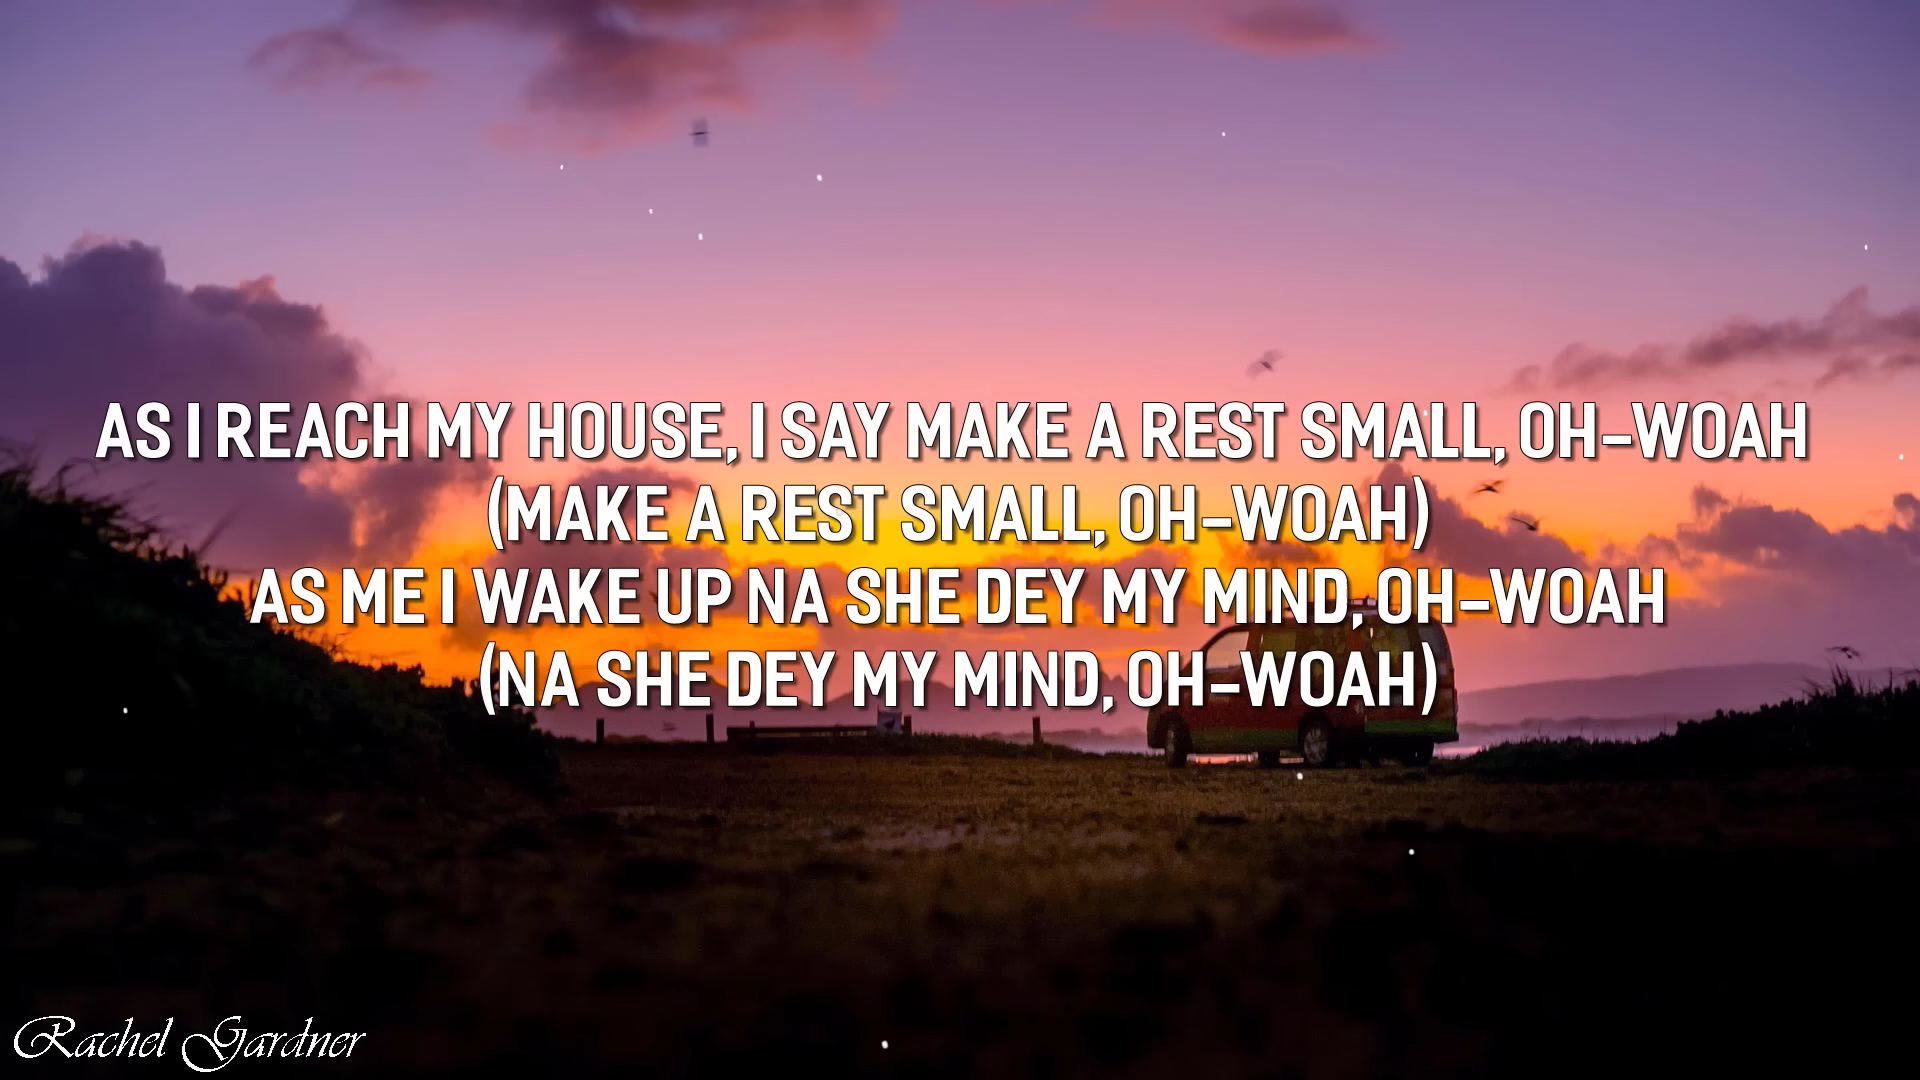 AS I REACH MY HOUSE, I SAY MAKE A REST SMALL, OH-WOAH
(MAKE A REST SMALL, OH-WOAH)
AS ME I WAKE UP NA SHE DEY MY MIND, OH-WOAH
(NA SHE DEY MY MIND, OH-WOAH)
Rachel Gardner